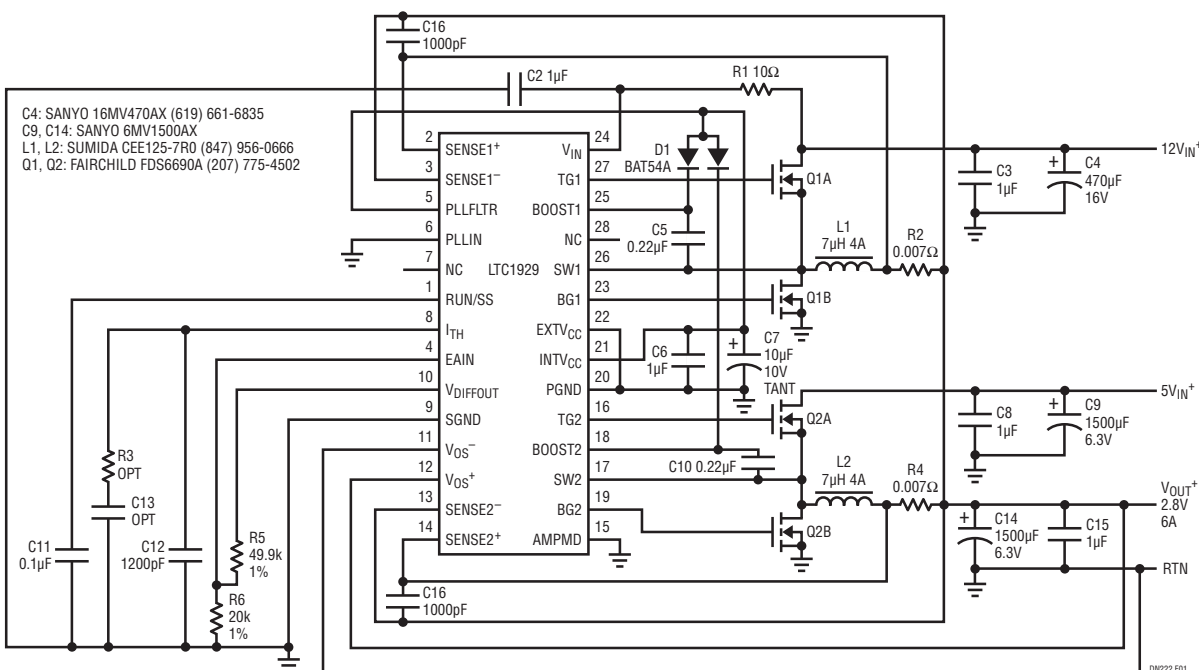 C16
1000pF
C2 1µF
R1 10Ω
C4: SANYO 16MV470AX (619) 661-6835
C9, C14: SANYO 6MV1500AX
L1, L2: SUMIDA CEE125-7R0 (847) 956-0666
Q1, Q2: FAIRCHILD FDS6690A (207) 775-4502
2 SENSE1+
3 SENSE1–
5 PLLFLTR
6 PLLIN
7 NC
1 RUN/SS
8 ITH
4 EAIN
10 VDIFFOUT
9 SGND
11 VOS–
12 VOS+
13 SENSE2–
14 SENSE2+
LTC1929
VIN 24
TG1 27
BOOST1 25
NC 28
SW1 26
BG1 23
EXTVCC 22
INTVCC 21
PGND 20
TG2 16
BOOST2 18
SW2 17
BG2 19
AMPMD 15
D1
BAT54A
C5
0.22µF
Q1A
Q1B
L1
7µH 4A
R2
0.007Ω
12VIN+
C3
1µF
+
C4
470µF
16V
C6
1µF
+
C7
10µF
10V
TANT
Q2A
Q2B
C10 0.22µF
L2
7µH 4A
R4
0.007Ω
5VIN+
C8
1µF
+
C9
1500µF
6.3V
VOUT+
2.8V
6A
+
C14
1500µF
6.3V
C15
1µF
RTN
R3
OPT
C13
OPT
C11
0.1µF
C12
1200pF
R5
49.9k
1%
R6
20k
1%
C16
1000pF
DN222 F01